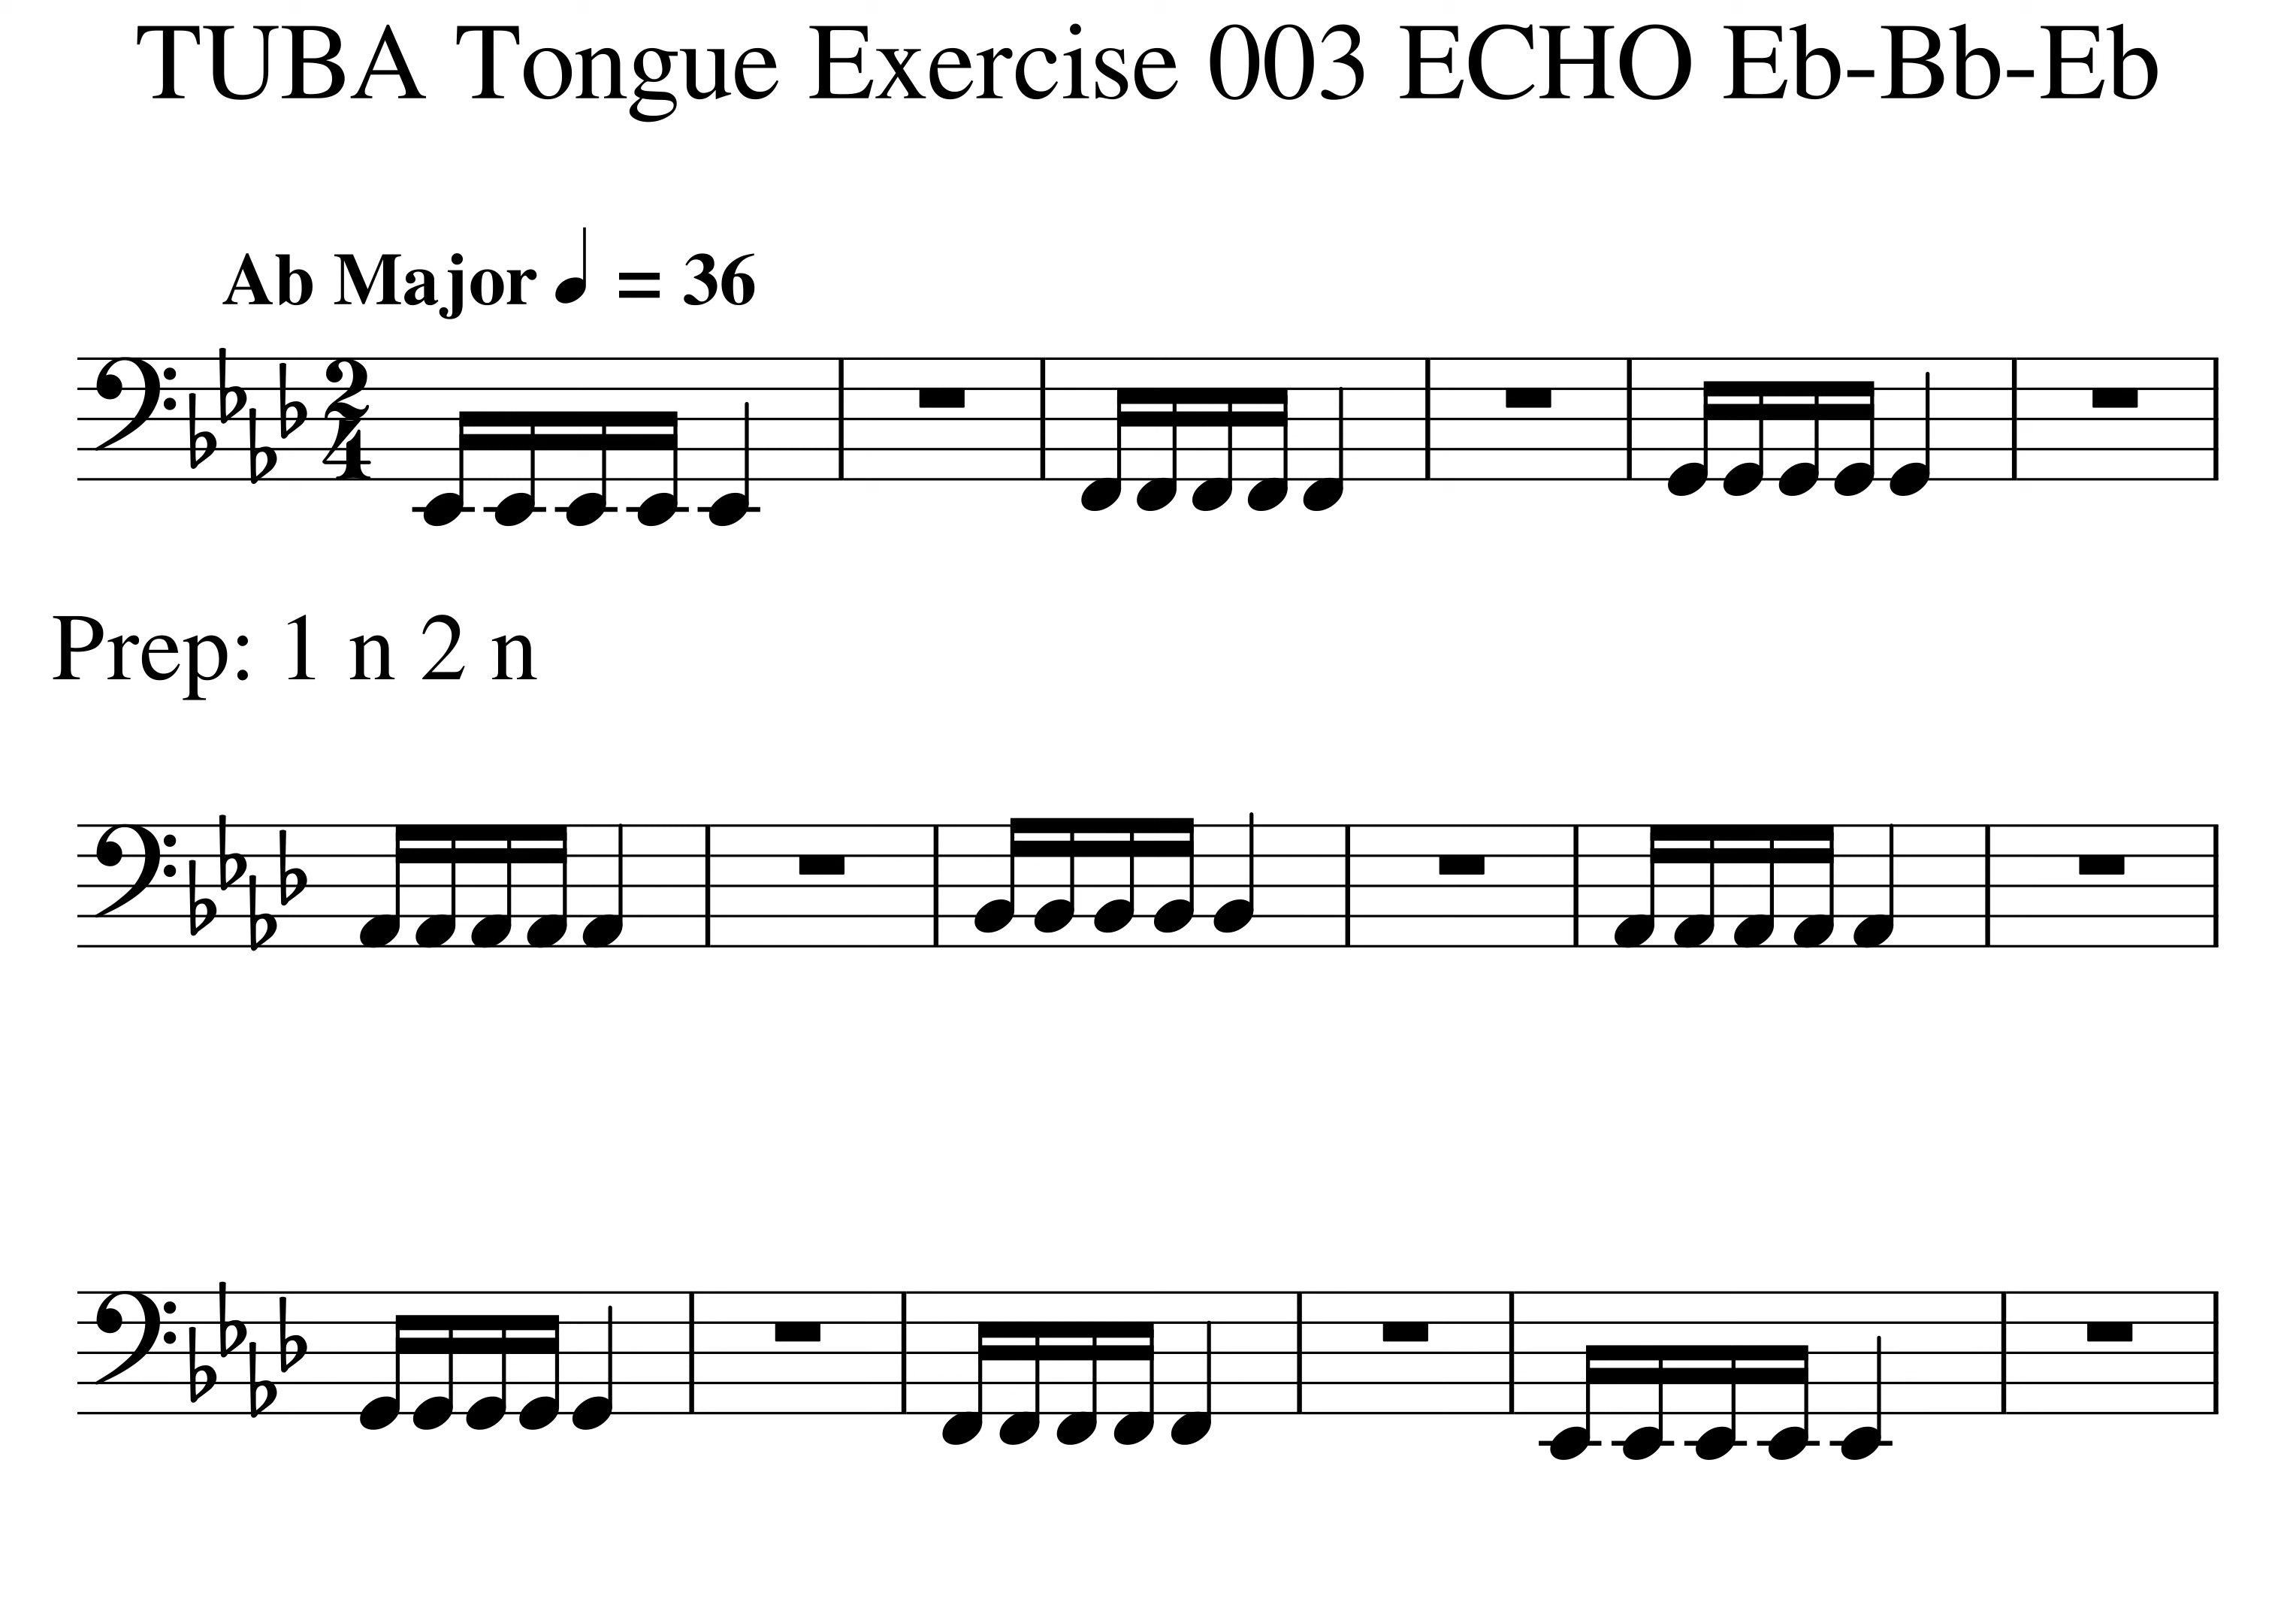 TUBA Tongue Exercise 003 ECHO Eb-Bb-Eb
Ab Major ♩ = 36
2
4
Prep: 1 n 2 n